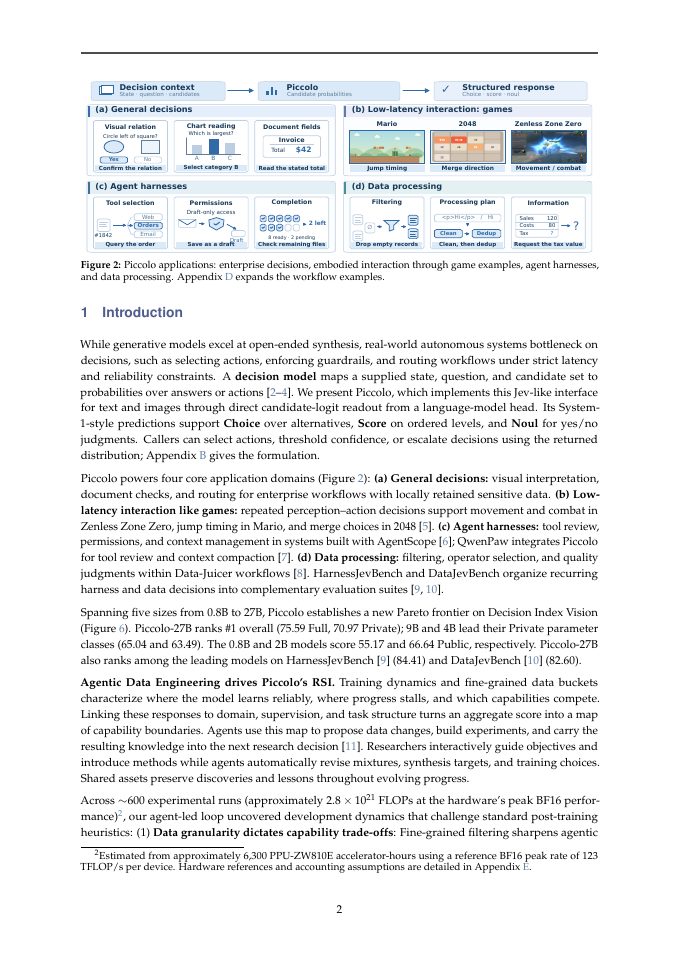 Decision context
State · question · candidates
Piccolo
Candidate probabilities
Structured response
Choice · score · noul
(a) General decisions
Visual relation
Circle left of square?
Yes
No
Confirm the relation
Chart reading
Which is largest?
A B C
Select category B
Document fields
Invoice
Total $42
Read the stated total
(b) Low-latency interaction: games
Mario
Jump timing
2048
Merge direction
Zenless Zone Zero
Movement / combat
(c) Agent harnesses
Tool selection
#1842
Web
Orders
Email
Query the order
Permissions
Draft-only access
Draft
Save as a draft
Completion
2 left
8 ready · 2 pending
Check remaining files
(d) Data processing
Filtering
Drop empty records
Processing plan
<p>Hi</p> / Hi
Clean
Dedup
Clean, then dedup
Information
Sales 120
Costs 80
Tax ?
?
Request the tax value
Figure 2: Piccolo applications: enterprise decisions, embodied interaction through game examples, agent harnesses,
and data processing. Appendix D expands the workflow examples.
1 Introduction
While generative models excel at open-ended synthesis, real-world autonomous systems bottleneck on
decisions, such as selecting actions, enforcing guardrails, and routing workflows under strict latency
and reliability constraints. A decision model maps a supplied state, question, and candidate set to
probabilities over answers or actions [2–4]. We present Piccolo, which implements this Jev-like interface
for text and images through direct candidate-logit readout from a language-model head. Its System-
1-style predictions support Choice over alternatives, Score on ordered levels, and Noul for yes/no
judgments. Callers can select actions, threshold confidence, or escalate decisions using the returned
distribution; Appendix B gives the formulation.
Piccolo powers four core application domains (Figure 2): (a) General decisions: visual interpretation,
document checks, and routing for enterprise workflows with locally retained sensitive data. (b) Low-
latency interaction like games: repeated perception–action decisions support movement and combat in
Zenless Zone Zero, jump timing in Mario, and merge choices in 2048 [5]. (c) Agent harnesses: tool review,
permissions, and context management in systems built with AgentScope [6]; QwenPaw integrates Piccolo
for tool review and context compaction [7]. (d) Data processing: filtering, operator selection, and quality
judgments within Data-Juicer workflows [8]. HarnessJevBench and DataJevBench organize recurring
harness and data decisions into complementary evaluation suites [9, 10].
Spanning five sizes from 0.8B to 27B, Piccolo establishes a new Pareto frontier on Decision Index Vision
(Figure 6). Piccolo-27B ranks #1 overall (75.59 Full, 70.97 Private); 9B and 4B lead their Private parameter
classes (65.04 and 63.49). The 0.8B and 2B models score 55.17 and 66.64 Public, respectively. Piccolo-27B
also ranks among the leading models on HarnessJevBench [9] (84.41) and DataJevBench [10] (82.60).
Agentic Data Engineering drives Piccolo's RSI. Training dynamics and fine-grained data buckets
characterize where the model learns reliably, where progress stalls, and which capabilities compete.
Linking these responses to domain, supervision, and task structure turns an aggregate score into a map
of capability boundaries. Agents use this map to propose data changes, build experiments, and carry the
resulting knowledge into the next research decision [11]. Researchers interactively guide objectives and
introduce methods while agents automatically revise mixtures, synthesis targets, and training choices.
Shared assets preserve discoveries and lessons throughout evolving progress.
Across ∼600 experimental runs (approximately 2.8 × 10²¹ FLOPs at the hardware's peak BF16 perfor-
mance)², our agent-led loop uncovered development dynamics that challenge standard post-training
heuristics: (1) Data granularity dictates capability trade-offs: Fine-grained filtering sharpens agentic
²Estimated from approximately 6,300 PPU-ZW810E accelerator-hours using a reference BF16 peak rate of 123
TFLOP/s per device. Hardware references and accounting assumptions are detailed in Appendix E.
2